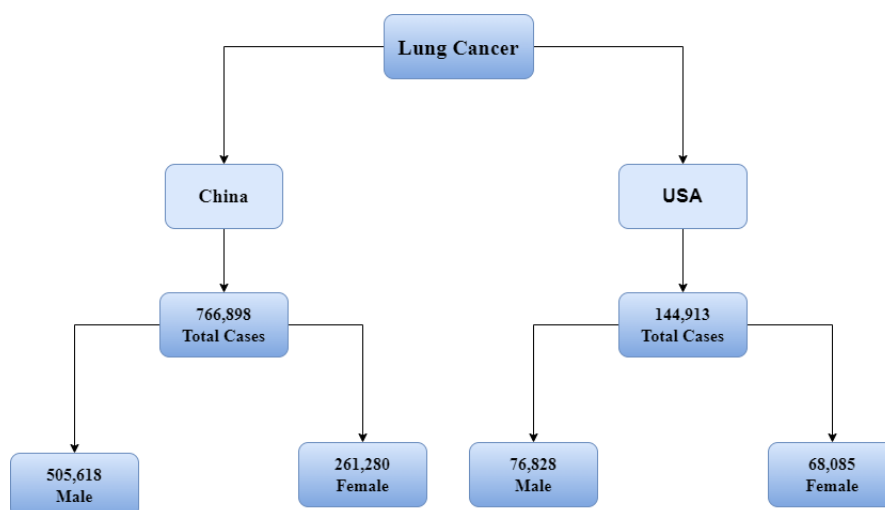 Lung Cancer
China
USA
766,898
Total Cases
144,913
Total Cases
505,618
Male
261,280
Female
76,828
Male
68,085
Female